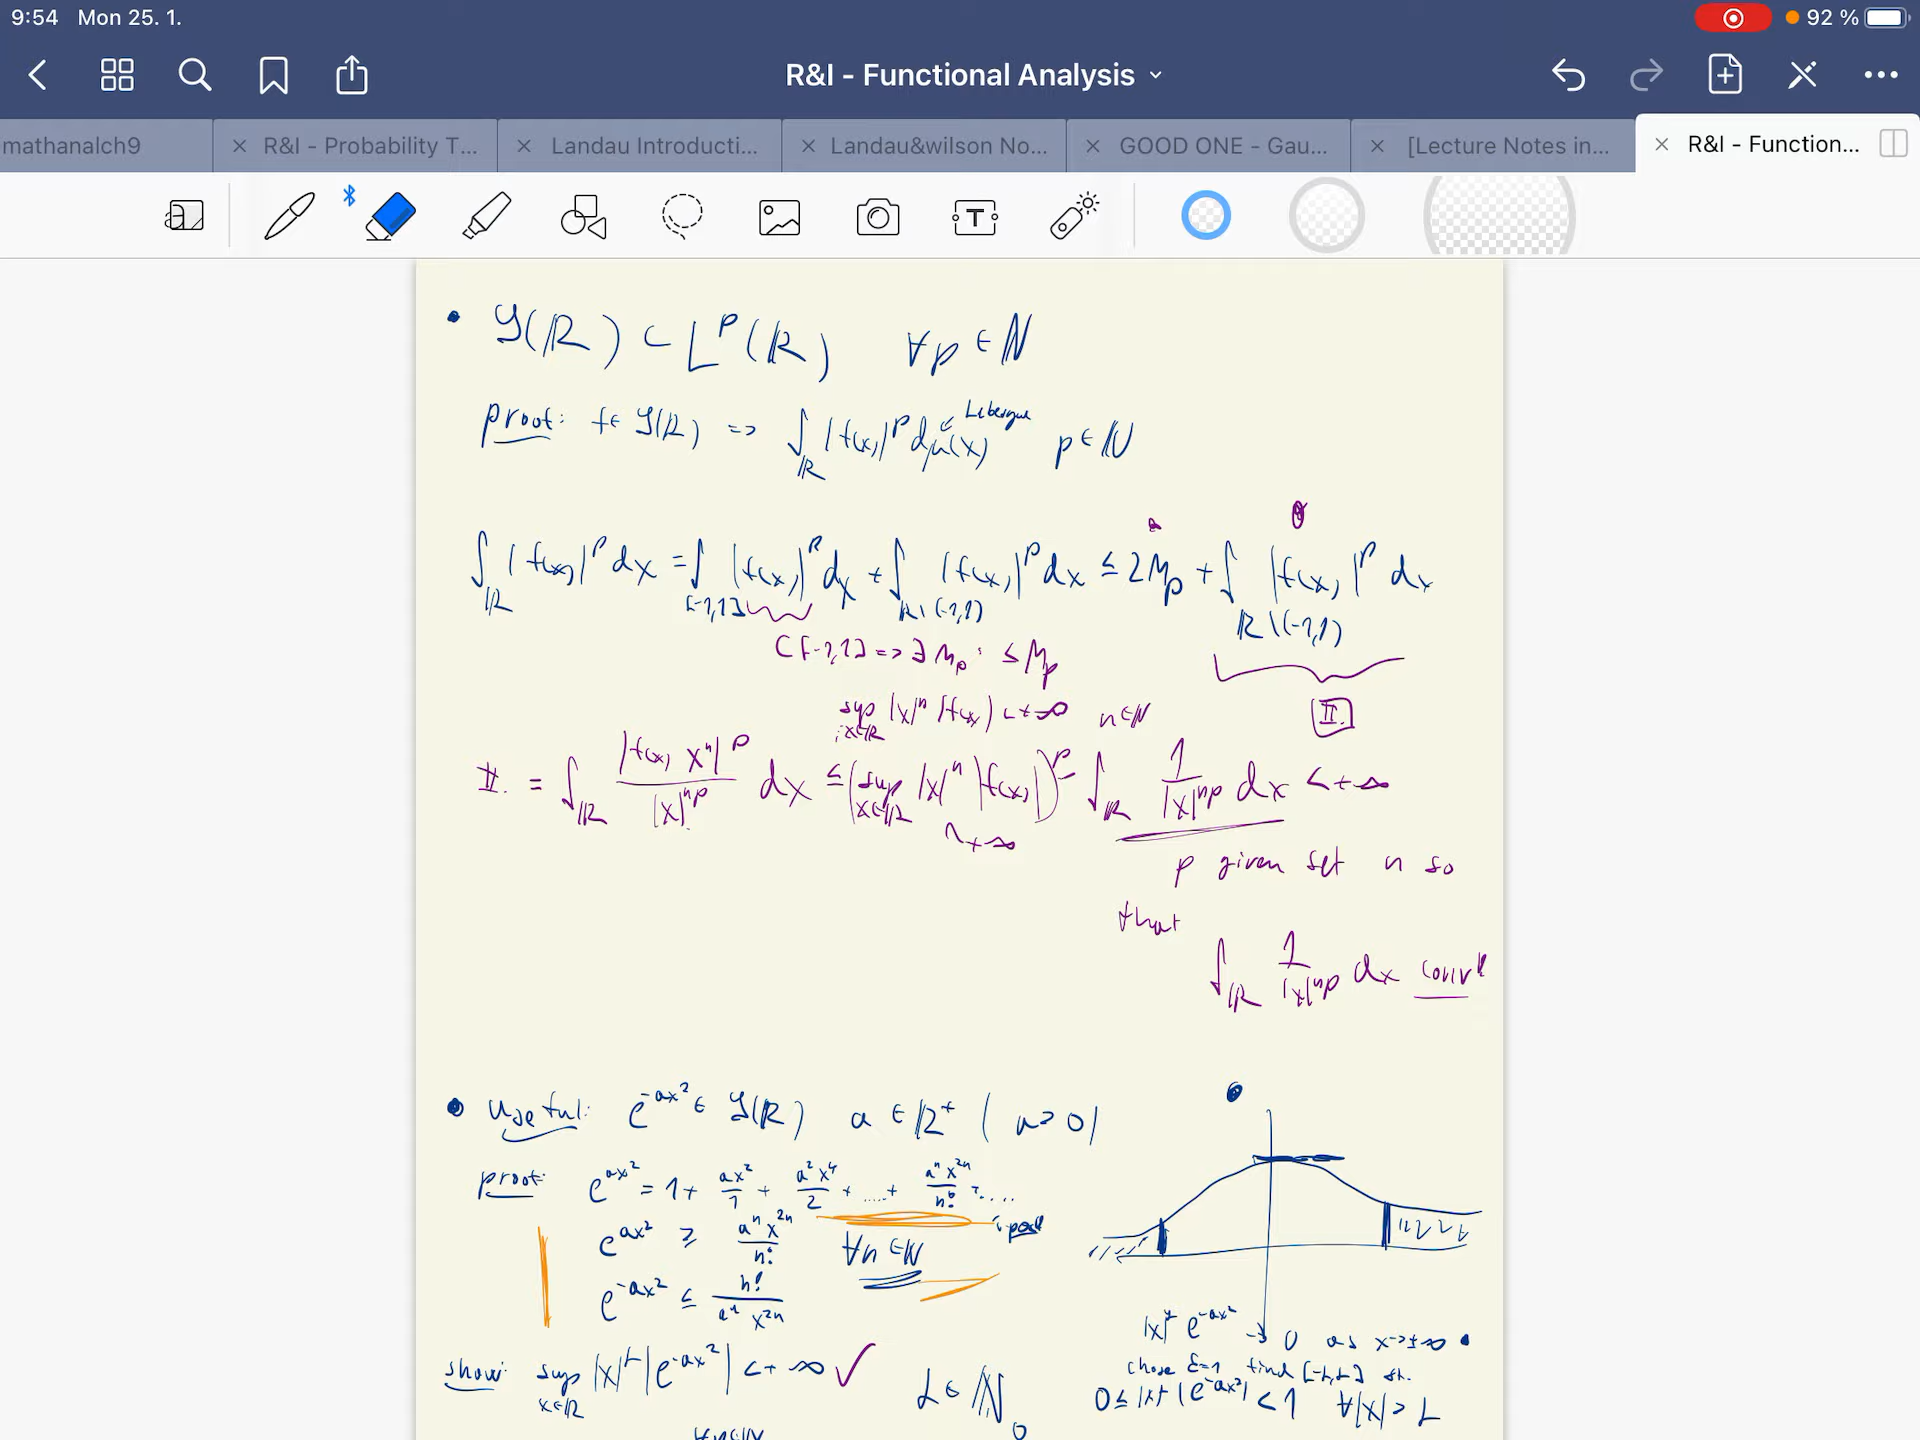 9:54 Mon 25. 1. 92 %
R&I - Functional Analysis
mathanalch9
R&I - Probability T...
Landau Introducti...
Landau&wilson No...
GOOD ONE - Gau...
[Lecture Notes in...
R&I - Function...
• 𝒮(ℝ) ⊂ L^p(ℝ) ∀p ∈ ℕ
proof: f ∈ 𝒮(ℝ) => ∫_ℝ |f(x)|^p dμ(x) p ∈ ℕ
∫_ℝ |f(x)|^p dx = ∫_[-1,1] |f(x)|^p dx + ∫_ℝ\(-1,1) |f(x)|^p dx ≤ 2M_p + ∫_ℝ\(-1,1) |f(x)|^p dx
C[-1,1] => ∃ M_p : ≤ M_p
II.
sup_x∈ℝ |x|^n |f(x)| < +∞ n∈ℕ
II. = ∫_ℝ |f(x) x^n|^p / |x|^np dx ≤ (sup_x∈ℝ |x|^n |f(x)|)^p ∫_ℝ 1/|x|^np dx < +∞
p given set n so
that
∫_ℝ 1/|x|^np dx
• Useful: e^-ax² ∈ 𝒮(ℝ) a ∈ ℝ⁺ ( a > 0)
proof: e^ax² = 1 + ax²/1 + a²x⁴/2 + ..... + a^n x^2n/n! + ....
e^ax² ≥ a^n x^2n/n! ∀n ∈ ℕ
e^-ax² ≤ n!/a^n x^2n
|x|^L e^-ax² → 0 as x→±∞
chose ε=1 find [-L,L] st.
show: sup_x∈ℝ |x|^L |e^-ax²| < +∞ ✓ L ∈ ℕ₀
0 ≤ |x|^L |e^-ax²| < 1 ∀|x| > L